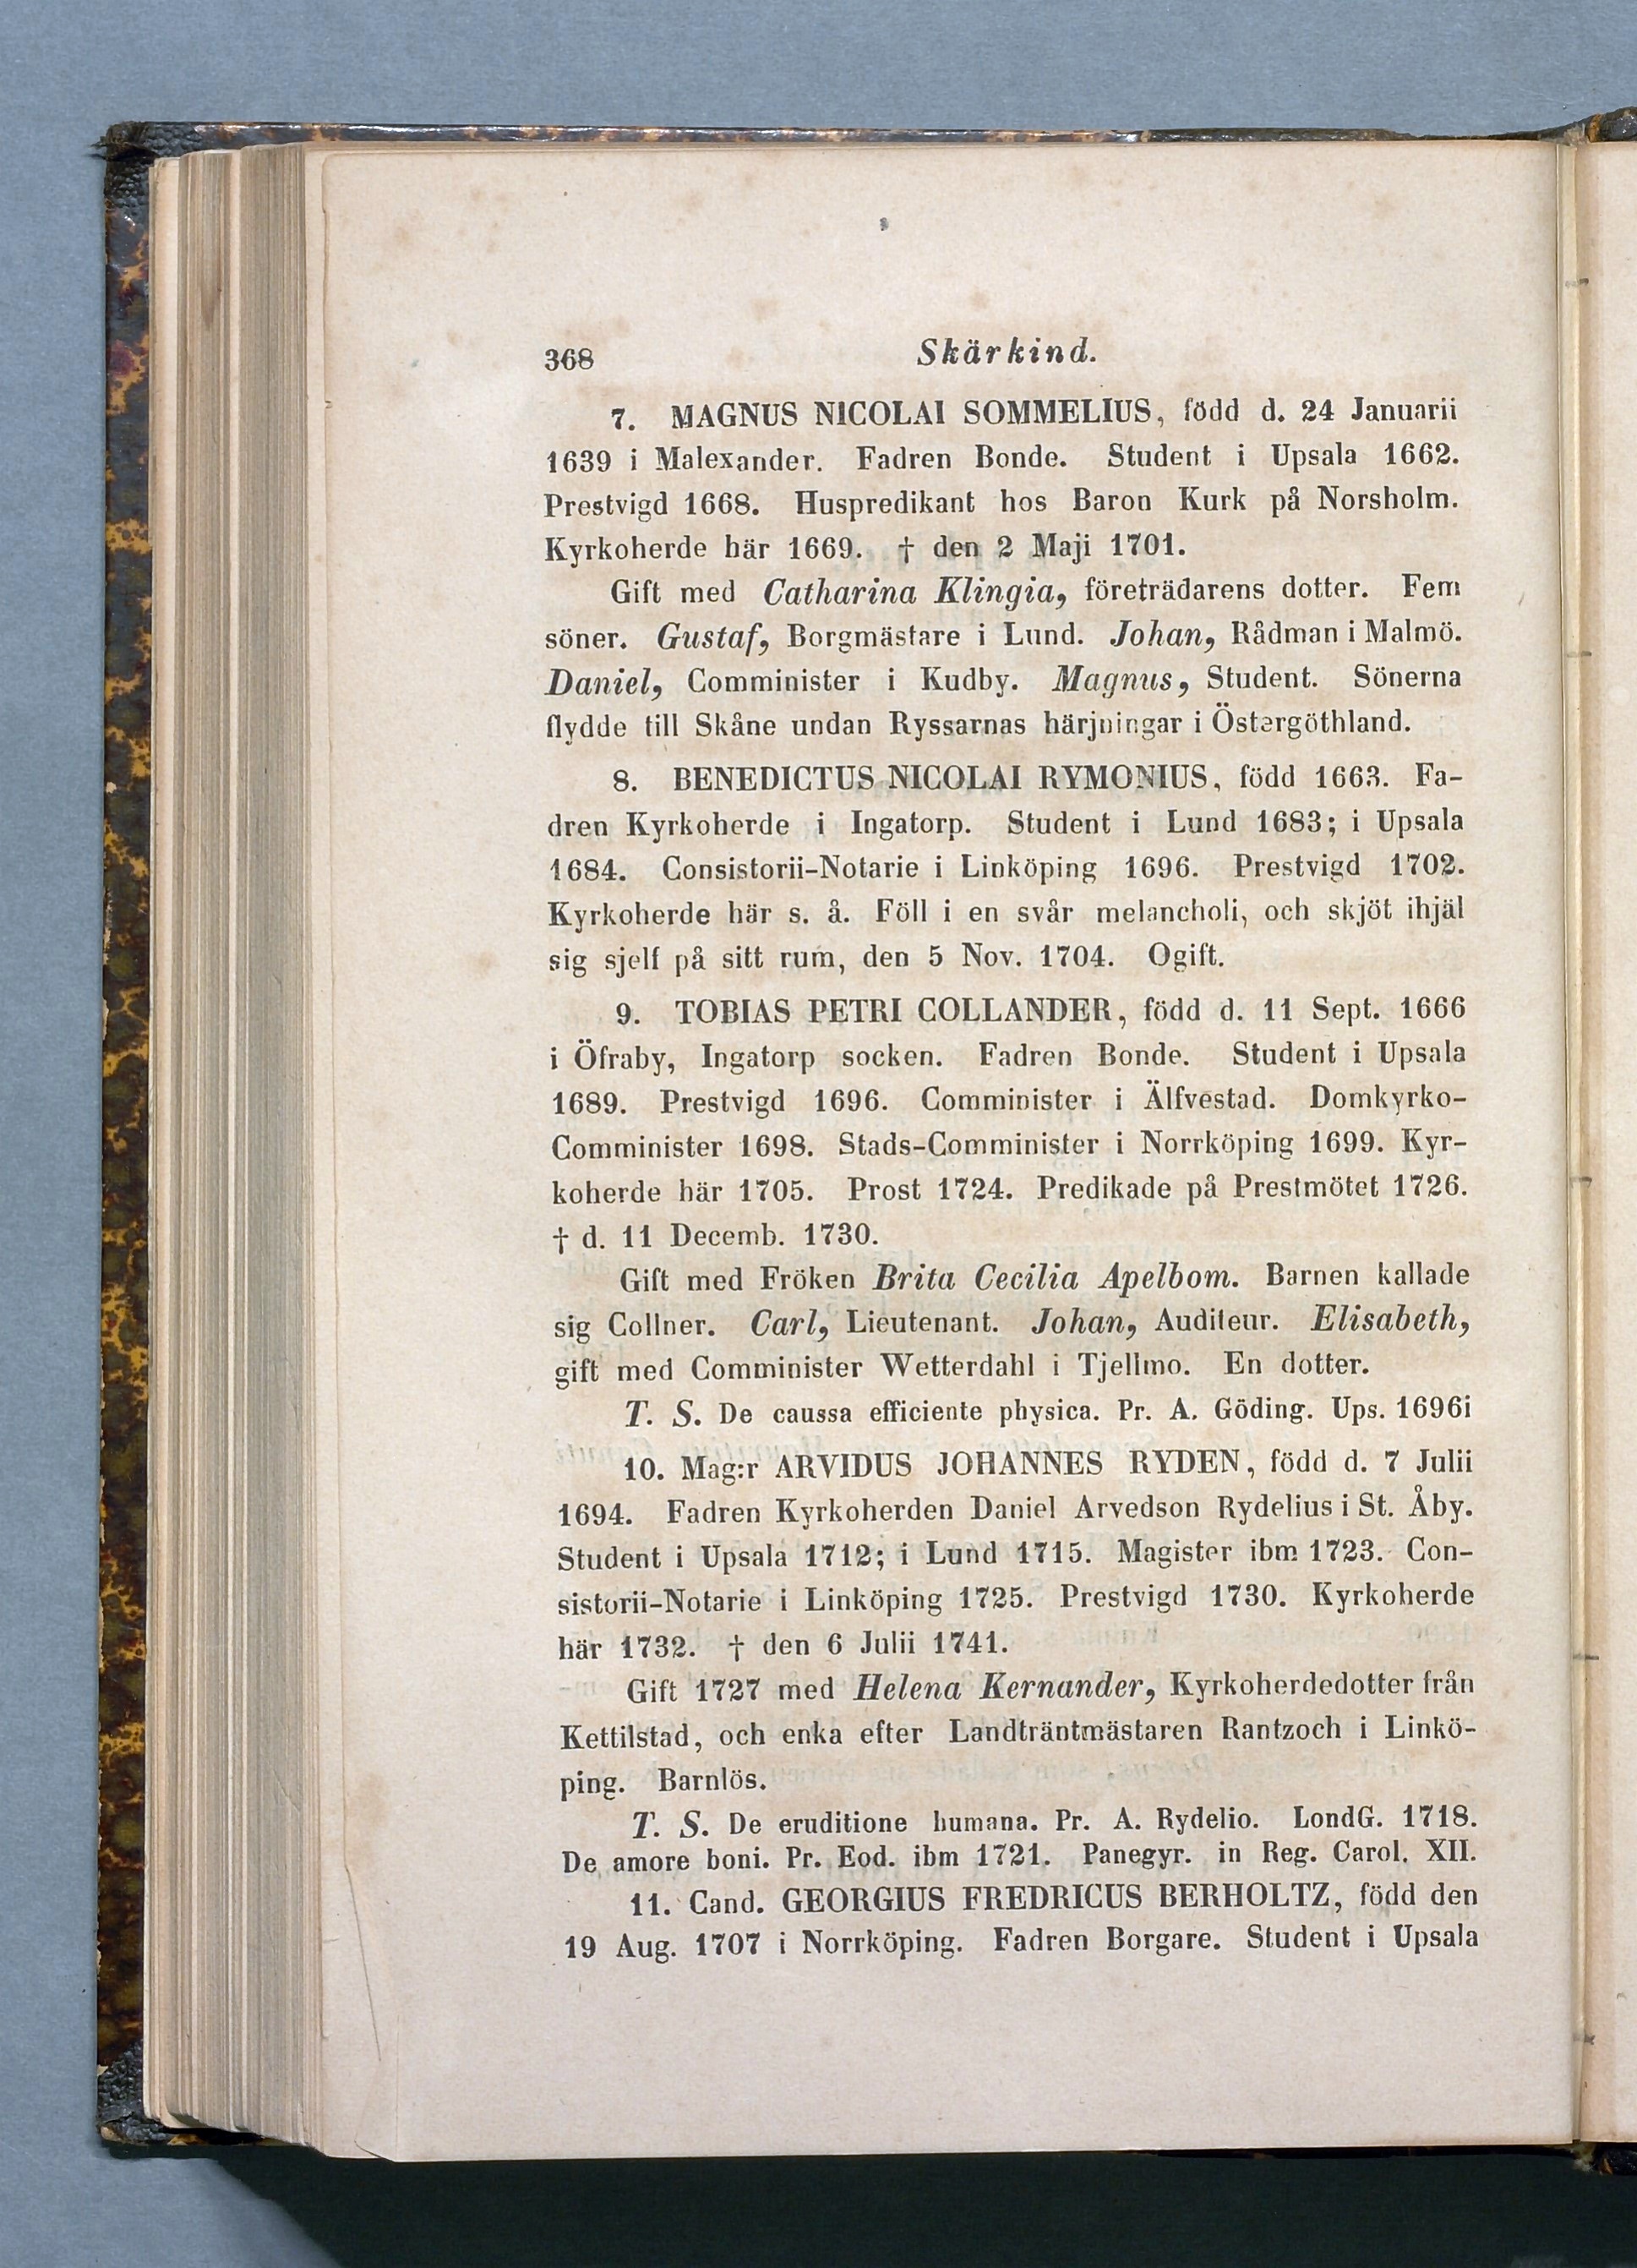 368 Skärkind.
7. MAGNUS NICOLAI SOMMELIUS, född d. 24 Januarii
1639 i Malexander. Fadren Bonde. Student i Upsala 1662.
Prestvigd 1668. Huspredikant hos Baron Kurk på Norsholm.
Kyrkoherde här 1669. † den 2 Maji 1701.
Gift med Catharina Klingia, företrädarens dotter. Fem
söner. Gustaf, Borgmästare i Lund. Johan, Rådman i Malmö.
Daniel, Comminister i Kudby. Magnus, Student. Sönerna
flydde till Skåne undan Ryssarnas härjningar i Östergöthland.
8. BENEDICTUS NICOLAI RYMONIUS, född 1663. Fa-
dren Kyrkoherde i Ingatorp. Student i Lund 1683; i Upsala
1684. Consistorii-Notarie i Linköping 1696. Prestvigd 1702.
Kyrkoherde här s. å. Föll i en svår melancholi, och skjöt ihjäl
sig sjelf på sitt rum, den 5 Nov. 1704. Ogift.
9. TOBIAS PETRI COLLANDER, född d. 11 Sept. 1666
i Öfraby, Ingatorp socken. Fadren Bonde. Student i Upsala
1689. Prestvigd 1696. Comminister i Älfvestad. Domkyrko-
Comminister 1698. Stads-Comminister i Norrköping 1699. Kyr-
koherde här 1705. Prost 1724. Predikade på Prestmötet 1726.
† d. 11 Decemb. 1730.
Gift med Fröken Brita Cecilia Apelbom. Barnen kallade
sig Collner. Carl, Lieutenant. Johan, Auditeur. Elisabeth,
gift med Comminister Wetterdahl i Tjellmo. En dotter.
T. S. De caussa efficiente physica. Pr. A. Göding. Ups. 1696i
10. Mag:r ARVIDUS JOHANNES RYDEN, född d. 7 Julii
1694. Fadren Kyrkoherden Daniel Arvedson Rydelius i St. Åby.
Student i Upsala 1712; i Lund 1715. Magister ibm 1723. Con-
sistorii-Notarie i Linköping 1725. Prestvigd 1730. Kyrkoherde
här 1732. † den 6 Julii 1741.
Gift 1727 med Helena Kernander, Kyrkoherdedotter från
Kettilstad, och enka efter Landträntmästaren Rantzoch i Linkö-
ping. Barnlös.
T. S. De eruditione humana. Pr. A. Rydelio. LondG. 1718.
De amore boni. Pr. Eod. ibm 1721. Panegyr. in Reg. Carol. XII.
11. Cand. GEORGIUS FREDRICUS BERHOLTZ, född den
19 Aug. 1707 i Norrköping. Fadren Borgare. Student i Upsala